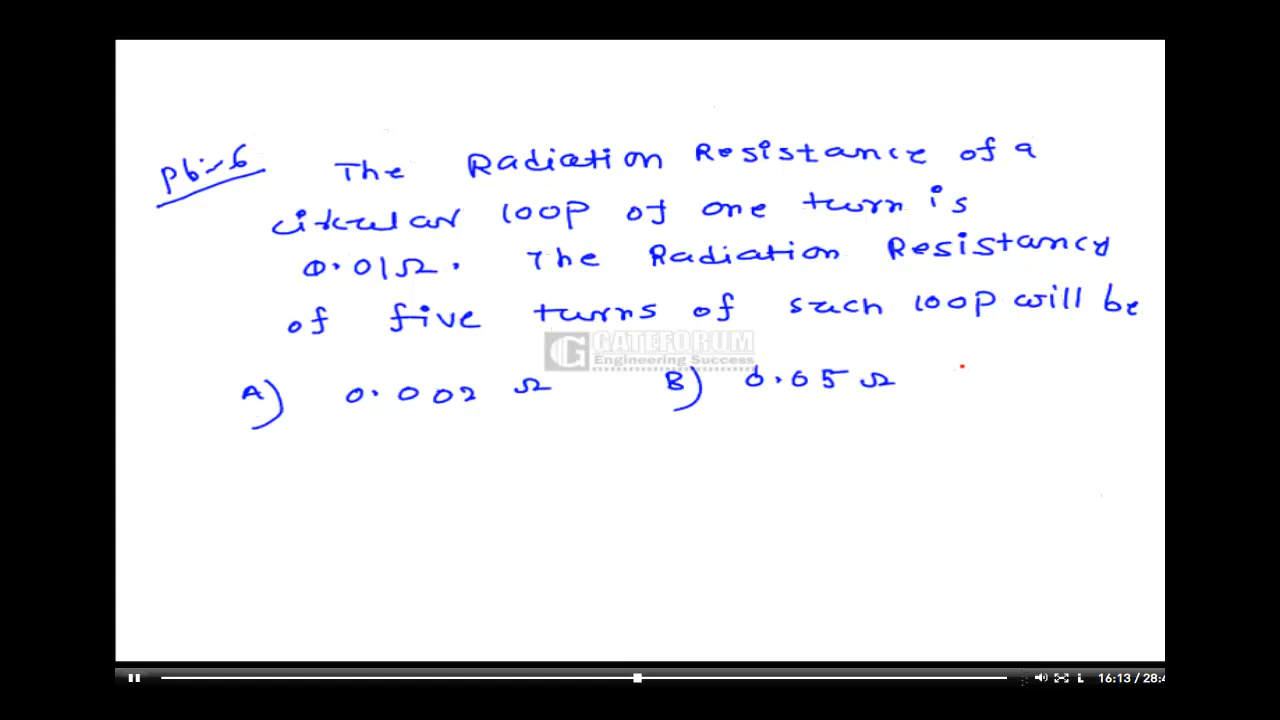 Pb:-6 The Radiation Resistance of a
circular loop of one turn is
0.01Ω. The Radiation Resistancy
of five turns of such loop will be
GATEFORUM
Engineering Success
A) 0.002 Ω B) 0.05 Ω
16:13 / 28:4